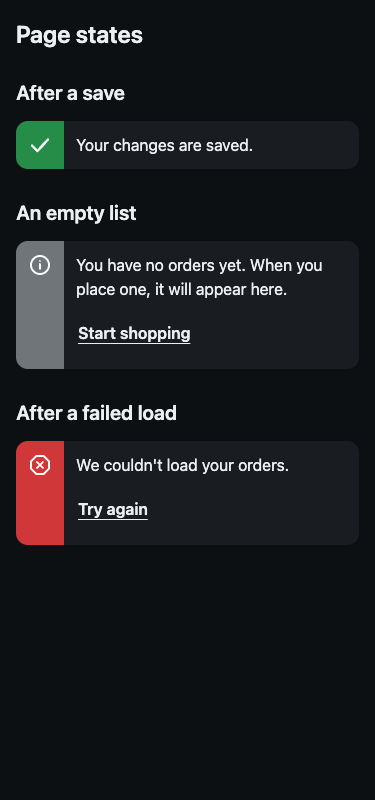 Page states
After a save
Your changes are saved.
An empty list
You have no orders yet. When you
place one, it will appear here.
Start shopping
After a failed load
We couldn't load your orders.
Try again